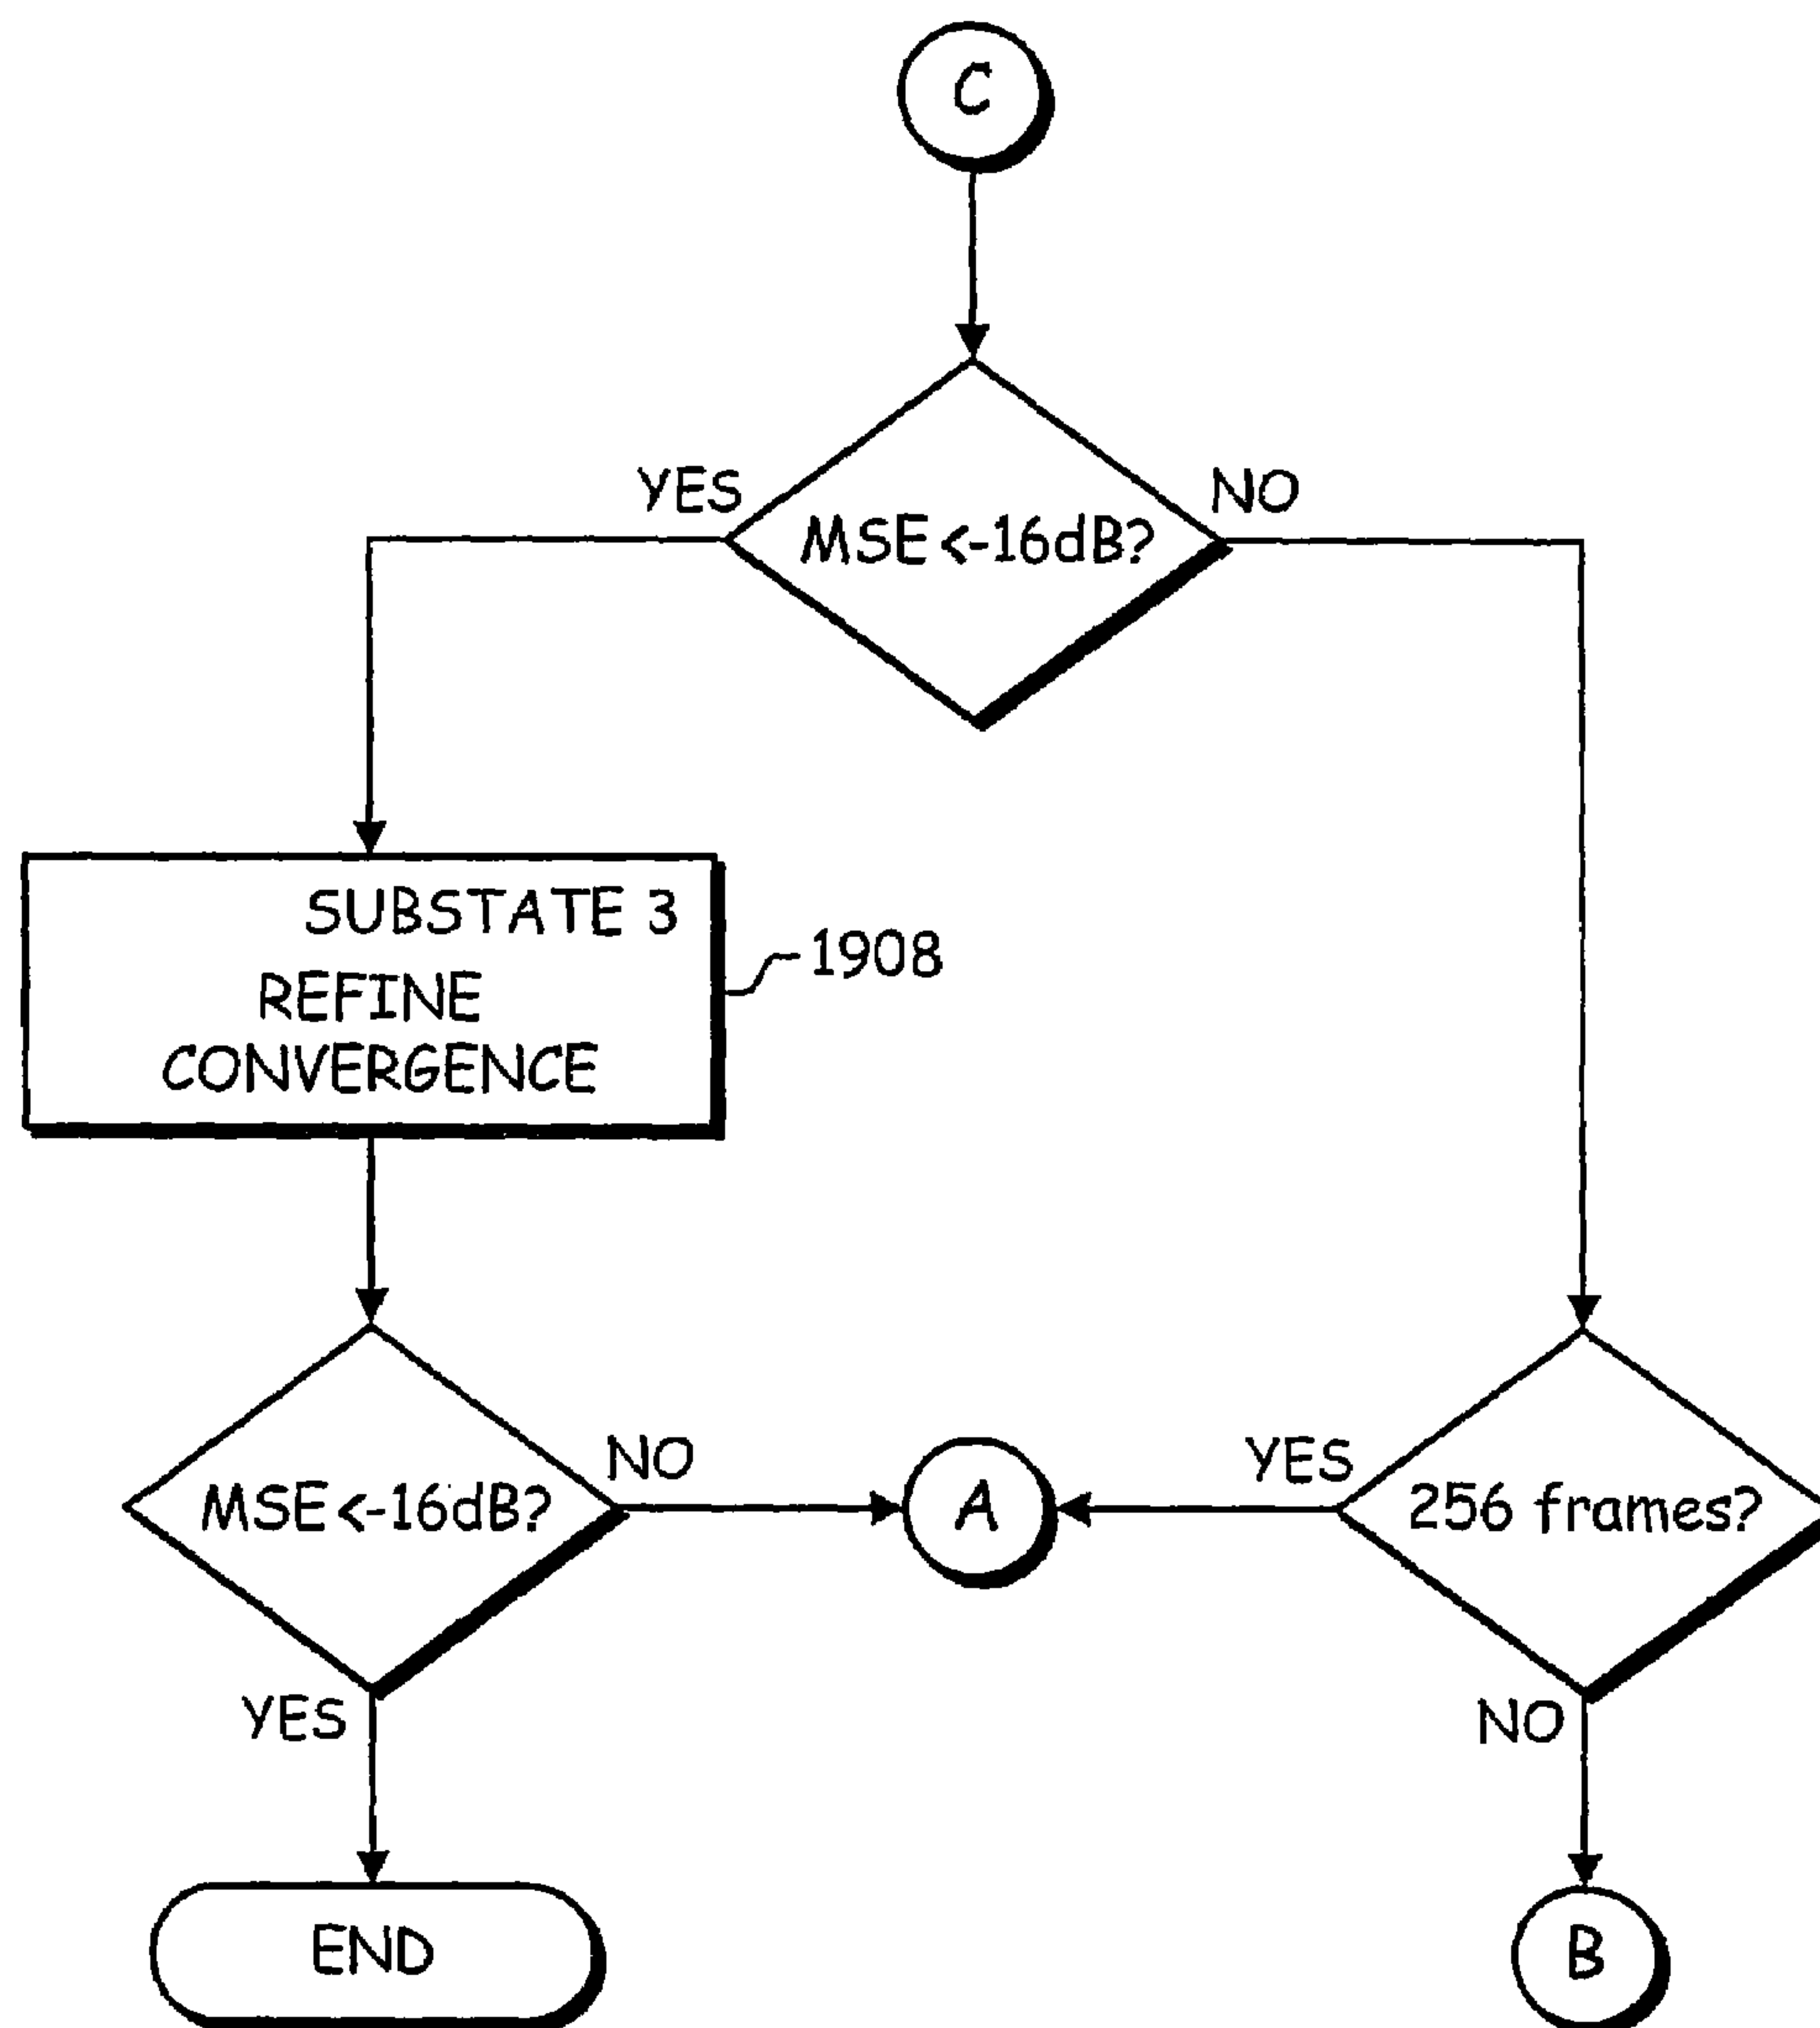 C
YES
NO
MSE <-16dB?
SUBSTATE 3
REFINE
CONVERGENCE
1908
MSE <-16dB?
NO
A
YES
256 frames?
YES
NO
END
B